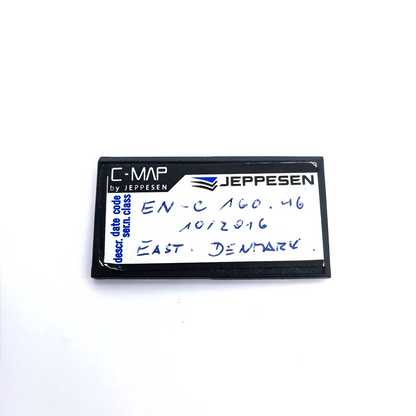 C-MAP
by JEPPESEN
JEPPESEN
descr. date code
ser.n. class
EN-C 160.46
10/2016
EAST. DENMARK.